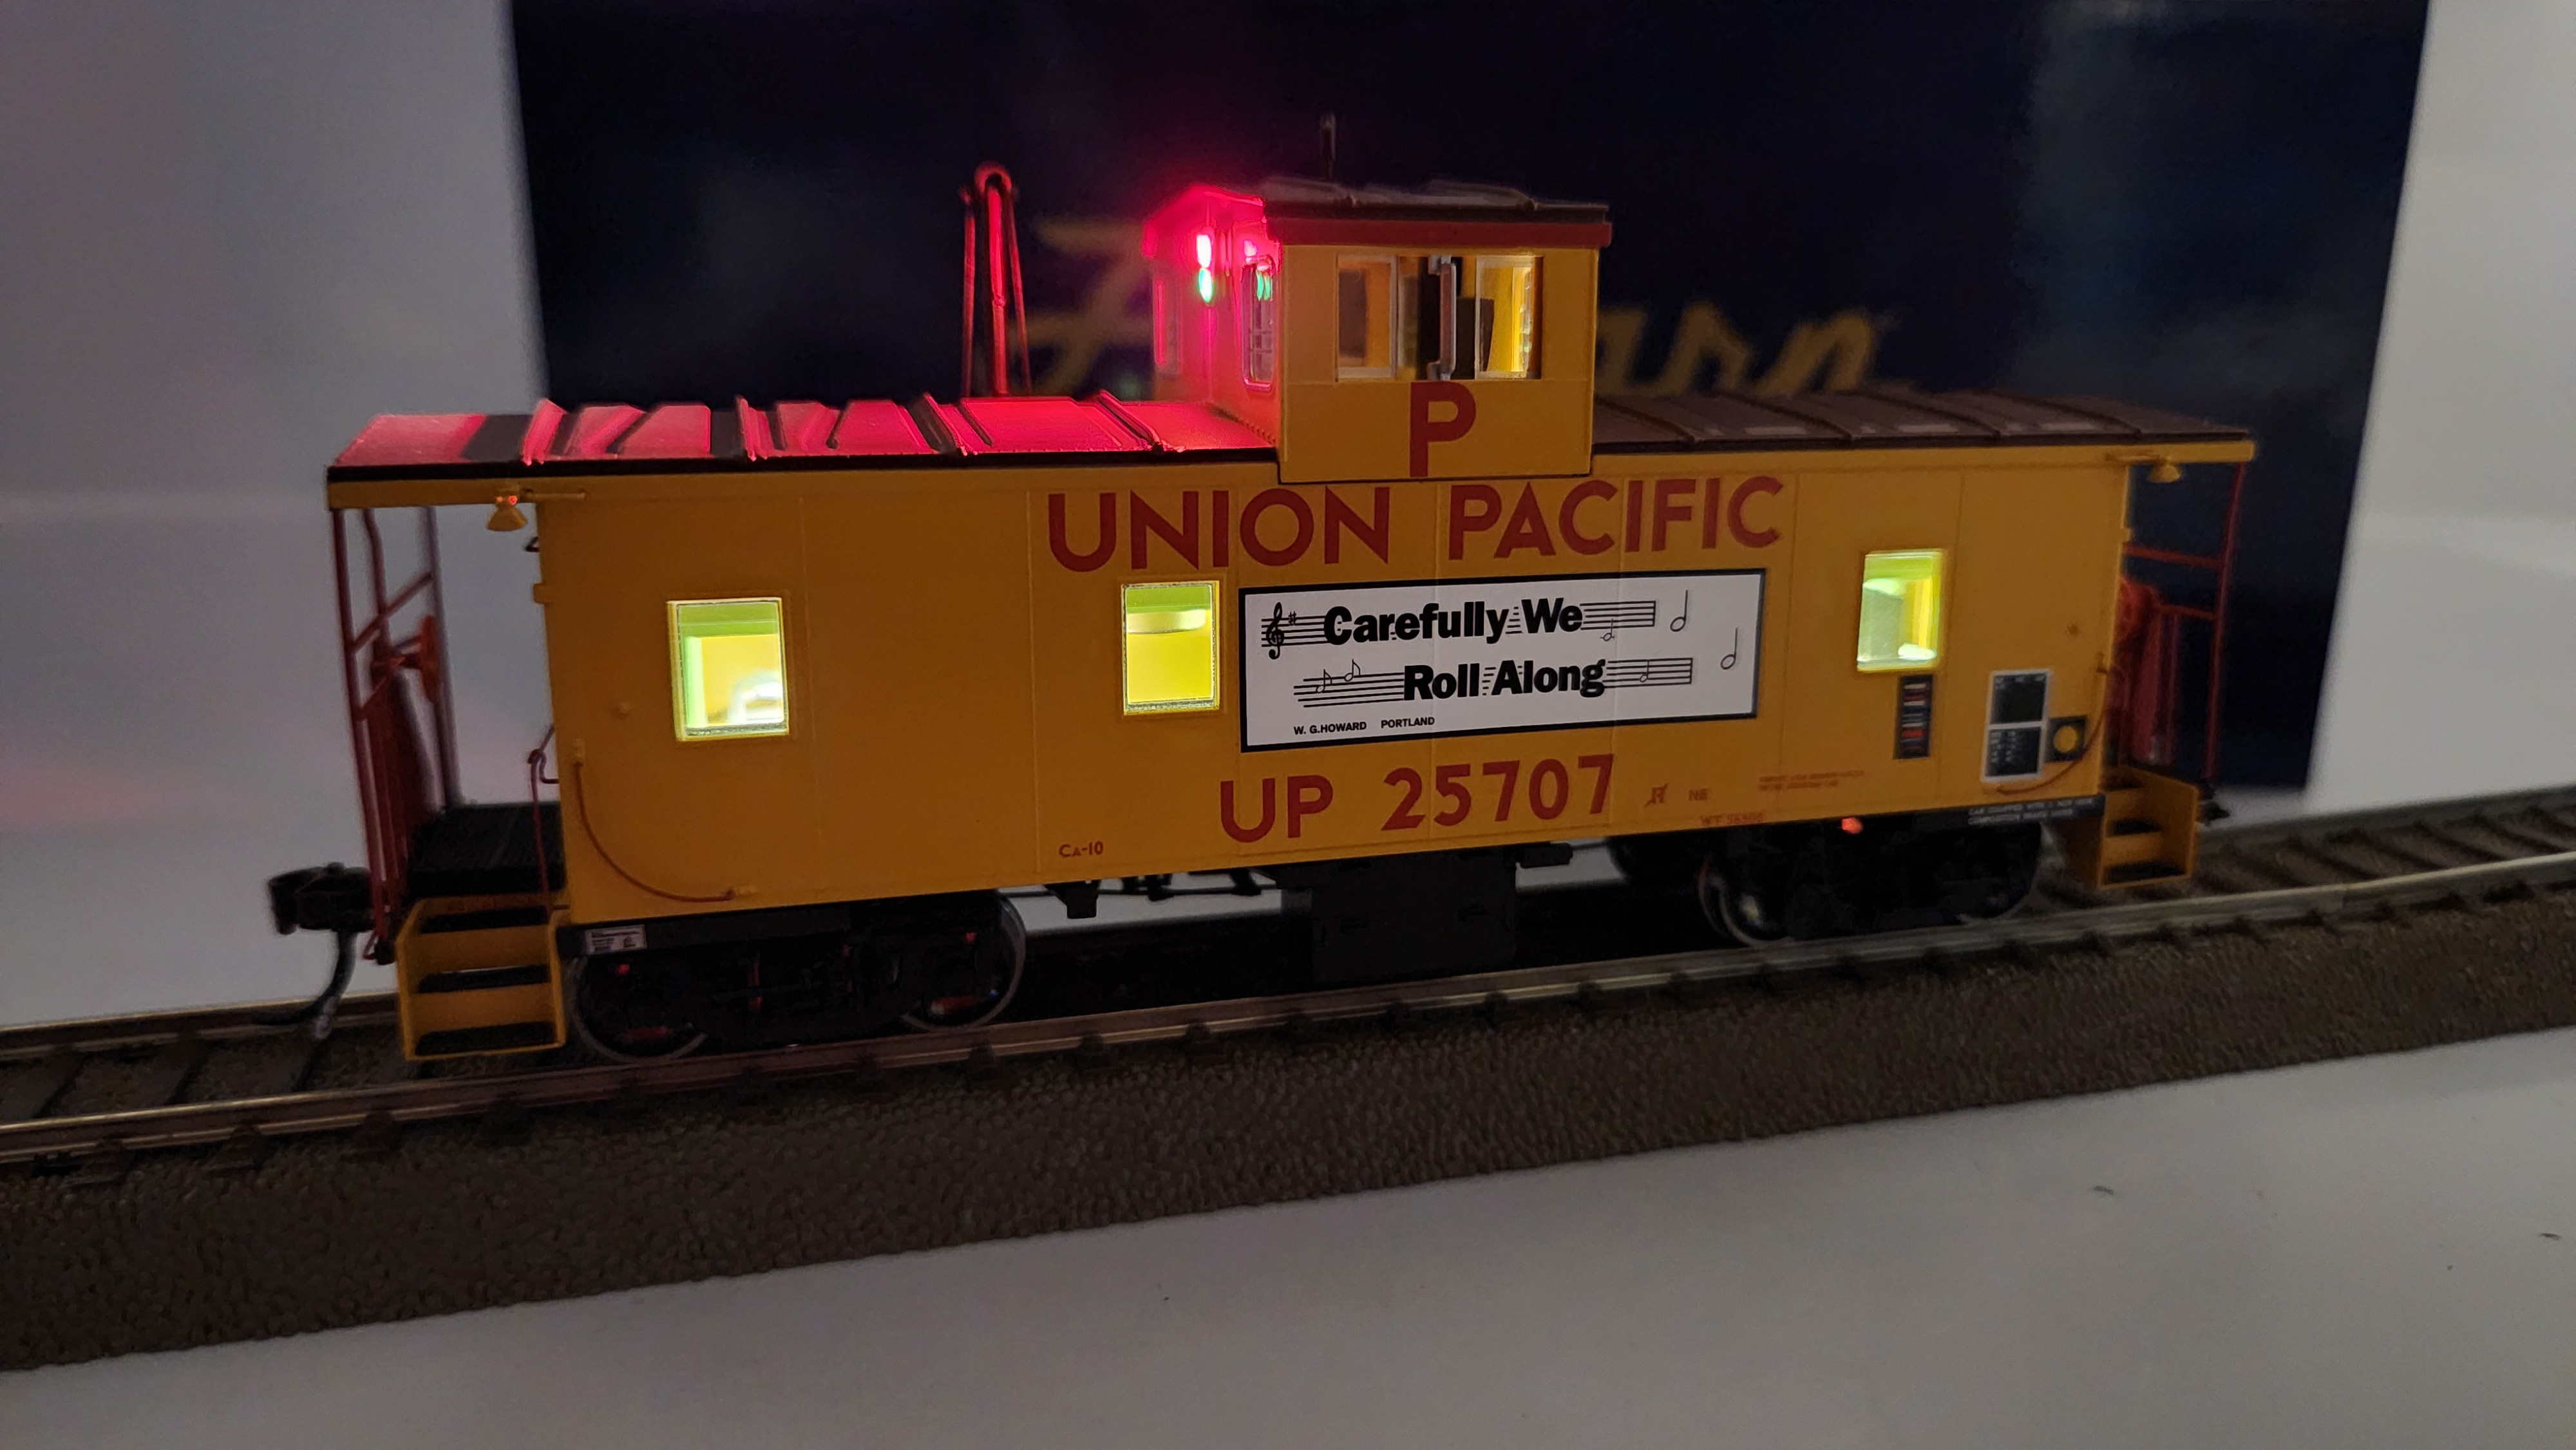 P
UNION PACIFIC
Carefully We
Roll Along
W. G.HOWARD PORTLAND
UP 25707
CA-10